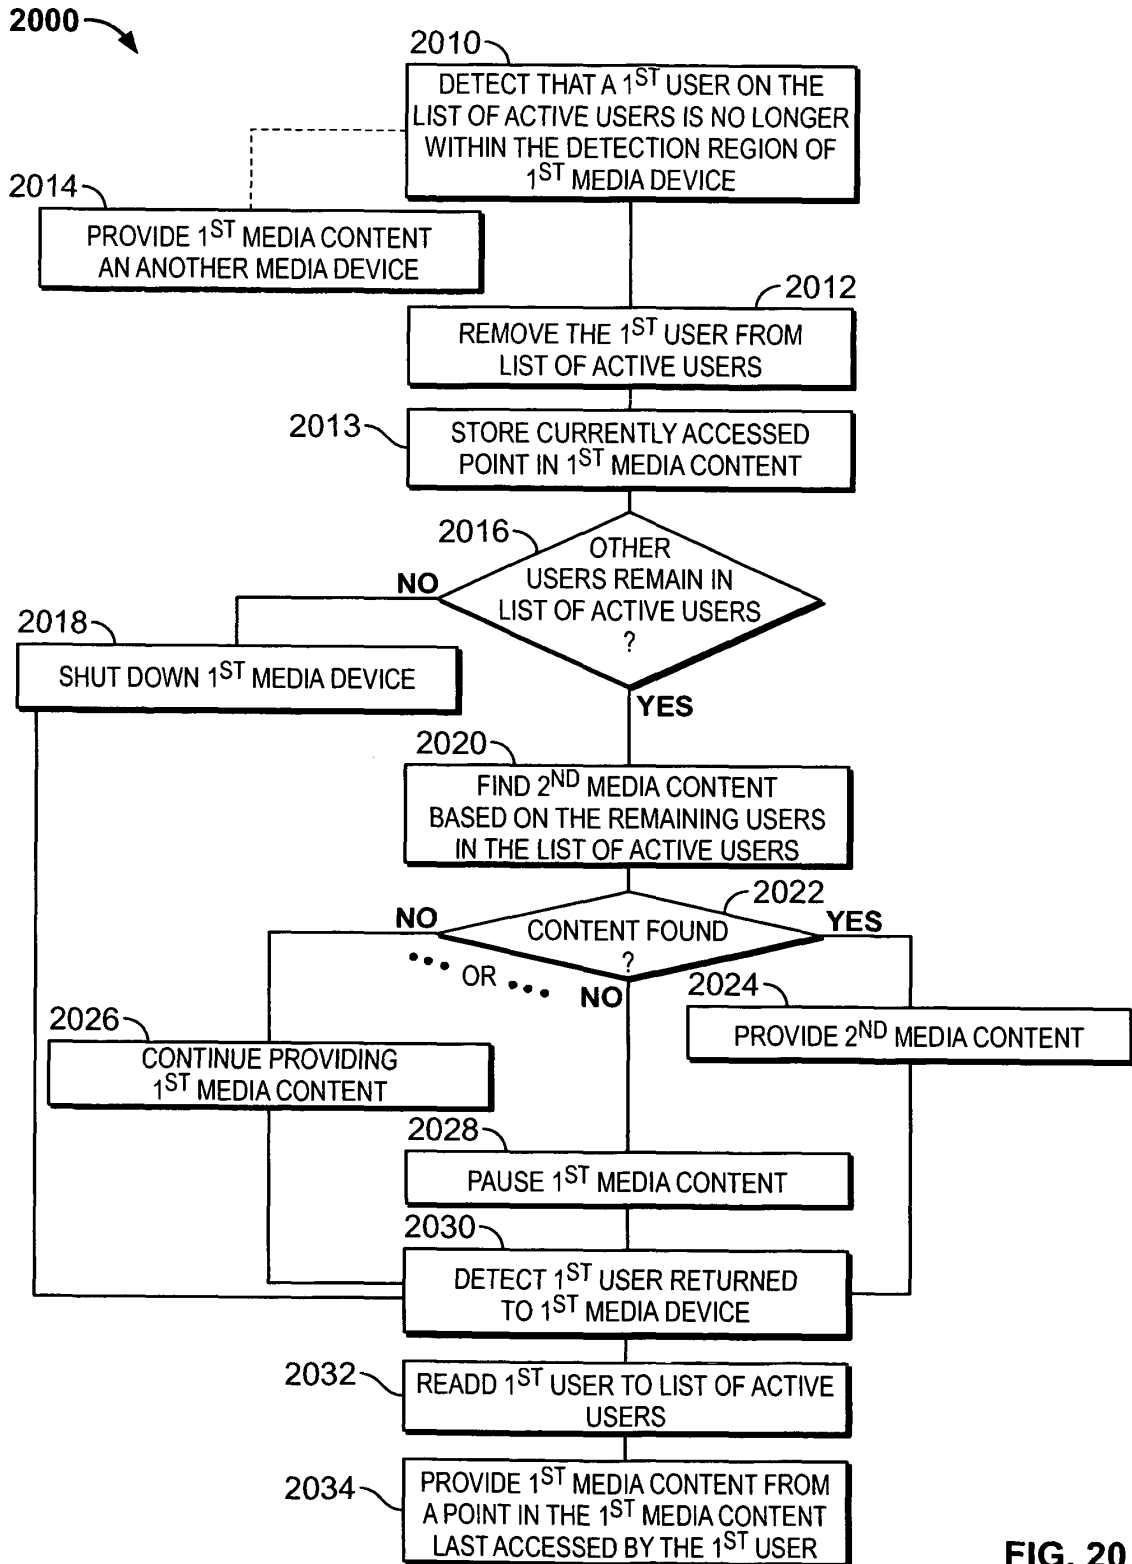 2000
2010
DETECT THAT A 1ST USER ON THE
LIST OF ACTIVE USERS IS NO LONGER
WITHIN THE DETECTION REGION OF
1ST MEDIA DEVICE
2014
PROVIDE 1ST MEDIA CONTENT
AN ANOTHER MEDIA DEVICE
2012
REMOVE THE 1ST USER FROM
LIST OF ACTIVE USERS
2013
STORE CURRENTLY ACCESSED
POINT IN 1ST MEDIA CONTENT
2016
OTHER
USERS REMAIN IN
LIST OF ACTIVE USERS
?
NO
YES
2018
SHUT DOWN 1ST MEDIA DEVICE
2020
FIND 2ND MEDIA CONTENT
BASED ON THE REMAINING USERS
IN THE LIST OF ACTIVE USERS
2022
CONTENT FOUND
?
NO
YES
••• OR •••
NO
2024
PROVIDE 2ND MEDIA CONTENT
2026
CONTINUE PROVIDING
1ST MEDIA CONTENT
2028
PAUSE 1ST MEDIA CONTENT
2030
DETECT 1ST USER RETURNED
TO 1ST MEDIA DEVICE
2032
READD 1ST USER TO LIST OF ACTIVE
USERS
2034
PROVIDE 1ST MEDIA CONTENT FROM
A POINT IN THE 1ST MEDIA CONTENT
LAST ACCESSED BY THE 1ST USER
FIG. 20